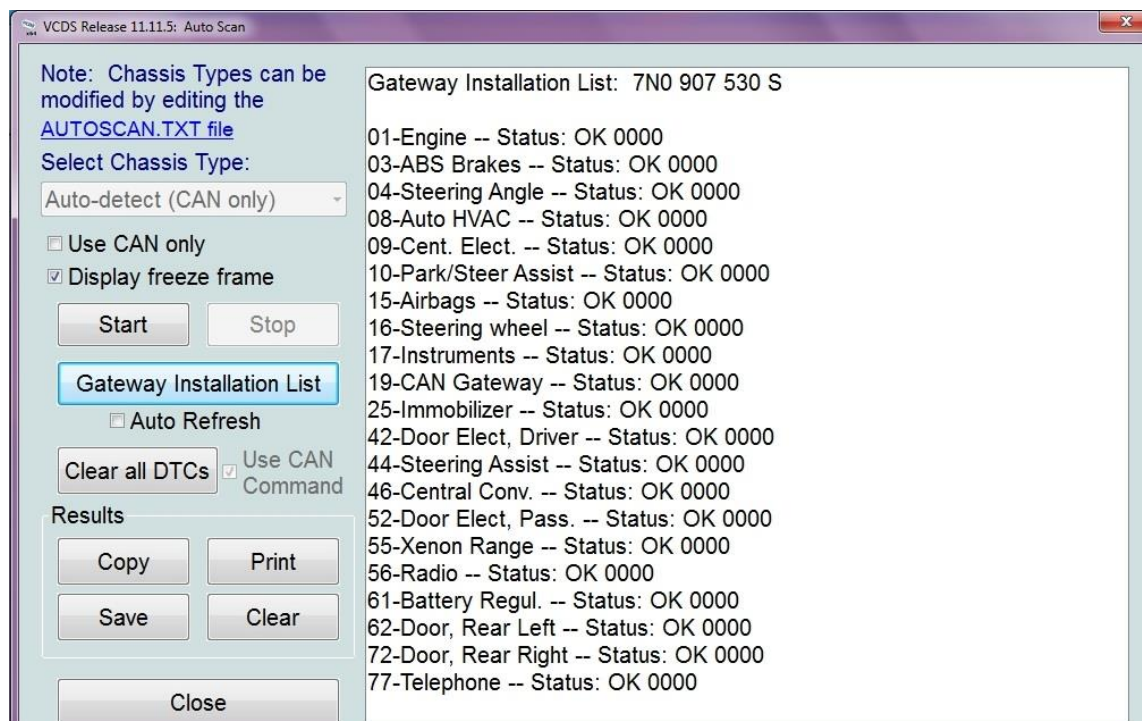 VCDS Release 11.11.5: Auto Scan
Note: Chassis Types can be
modified by editing the
AUTOSCAN.TXT file
Select Chassis Type:
Auto-detect (CAN only)
Use CAN only
Display freeze frame
Start
Stop
Gateway Installation List
Auto Refresh
Clear all DTCs
Use CAN
Command
Results
Copy
Print
Save
Clear
Close
Gateway Installation List: 7N0 907 530 S
01-Engine -- Status: OK 0000
03-ABS Brakes -- Status: OK 0000
04-Steering Angle -- Status: OK 0000
08-Auto HVAC -- Status: OK 0000
09-Cent. Elect. -- Status: OK 0000
10-Park/Steer Assist -- Status: OK 0000
15-Airbags -- Status: OK 0000
16-Steering wheel -- Status: OK 0000
17-Instruments -- Status: OK 0000
19-CAN Gateway -- Status: OK 0000
25-Immobilizer -- Status: OK 0000
42-Door Elect, Driver -- Status: OK 0000
44-Steering Assist -- Status: OK 0000
46-Central Conv. -- Status: OK 0000
52-Door Elect, Pass. -- Status: OK 0000
55-Xenon Range -- Status: OK 0000
56-Radio -- Status: OK 0000
61-Battery Regul. -- Status: OK 0000
62-Door, Rear Left -- Status: OK 0000
72-Door, Rear Right -- Status: OK 0000
77-Telephone -- Status: OK 0000